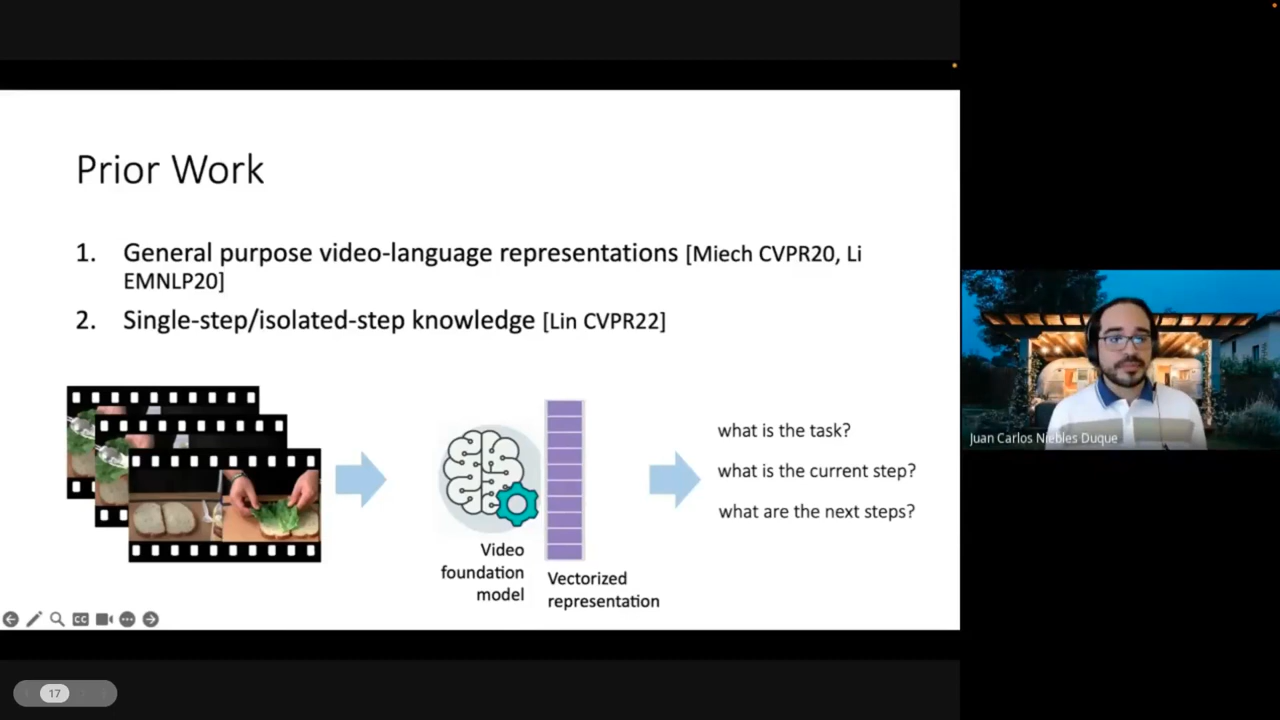 Prior Work
1. General purpose video-language representations [Miech CVPR20, Li
EMNLP20]
2. Single-step/isolated-step knowledge [Lin CVPR22]
what is the task?
what is the current step?
what are the next steps?
Video
foundation
model
Vectorized
representation
CC
17
Juan Carlos Niebles Duque